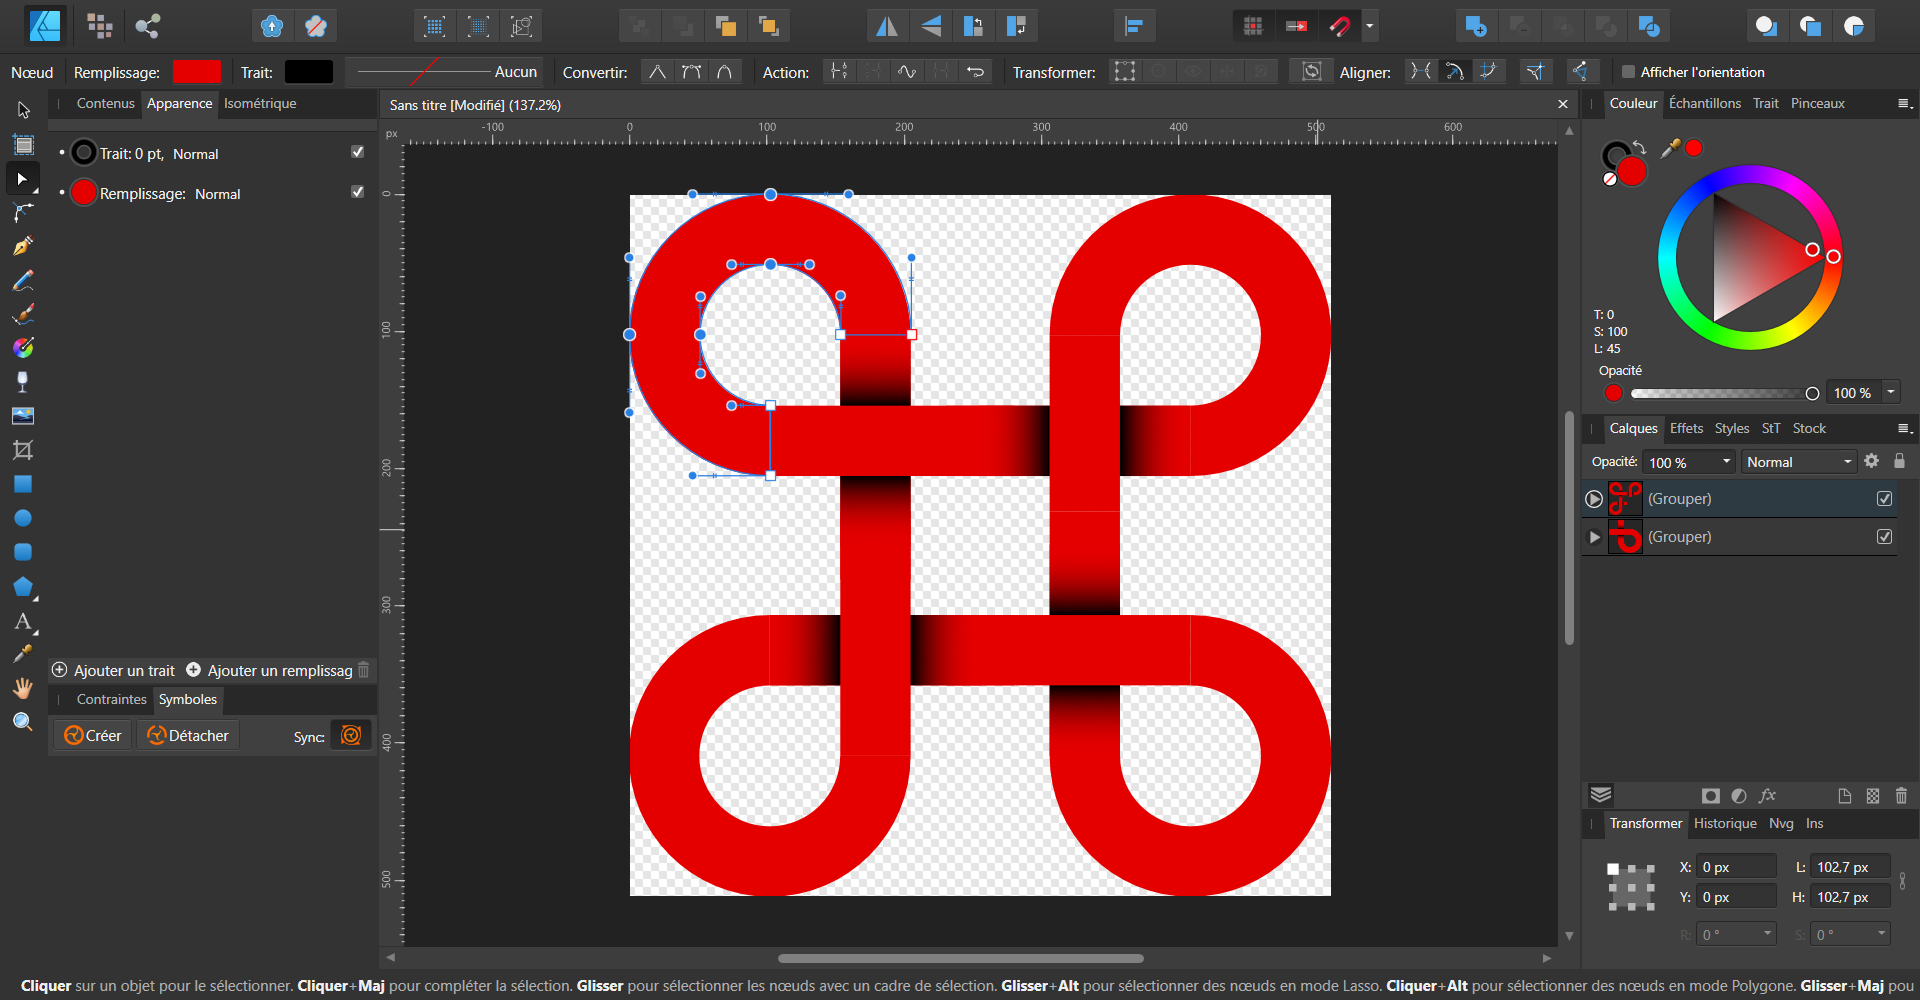 Nœud
Remplissage:
Trait:
Aucun
Convertir:
Action:
Transformer:
Aligner:
Afficher l'orientation
Contenus Apparence Isométrique
Sans titre [Modifié] (137.2%)
Couleur Échantillons Trait Pinceaux
px
-100 0 100 200 300 400 500 600
0
100
200
300
400
500
Trait: 0 pt, Normal
Remplissage: Normal
T: 0
S: 100
L: 45
Opacité
100 %
Calques Effets Styles StT Stock
Opacité: 100 % Normal
(Grouper)
(Grouper)
Ajouter un trait Ajouter un remplissag
Contraintes Symboles
Créer Détacher Sync:
Transformer Historique Nvg Ins
X: 0 px L: 102,7 px
Y: 0 px H: 102,7 px
R: 0 ° S: 0 °
Cliquer sur un objet pour le sélectionner. Cliquer+Maj pour compléter la sélection. Glisser pour sélectionner les nœuds avec un cadre de sélection. Glisser+Alt pour sélectionner des nœuds en mode Lasso. Cliquer+Alt pour sélectionner des nœuds en mode Polygone. Glisser+Maj pou